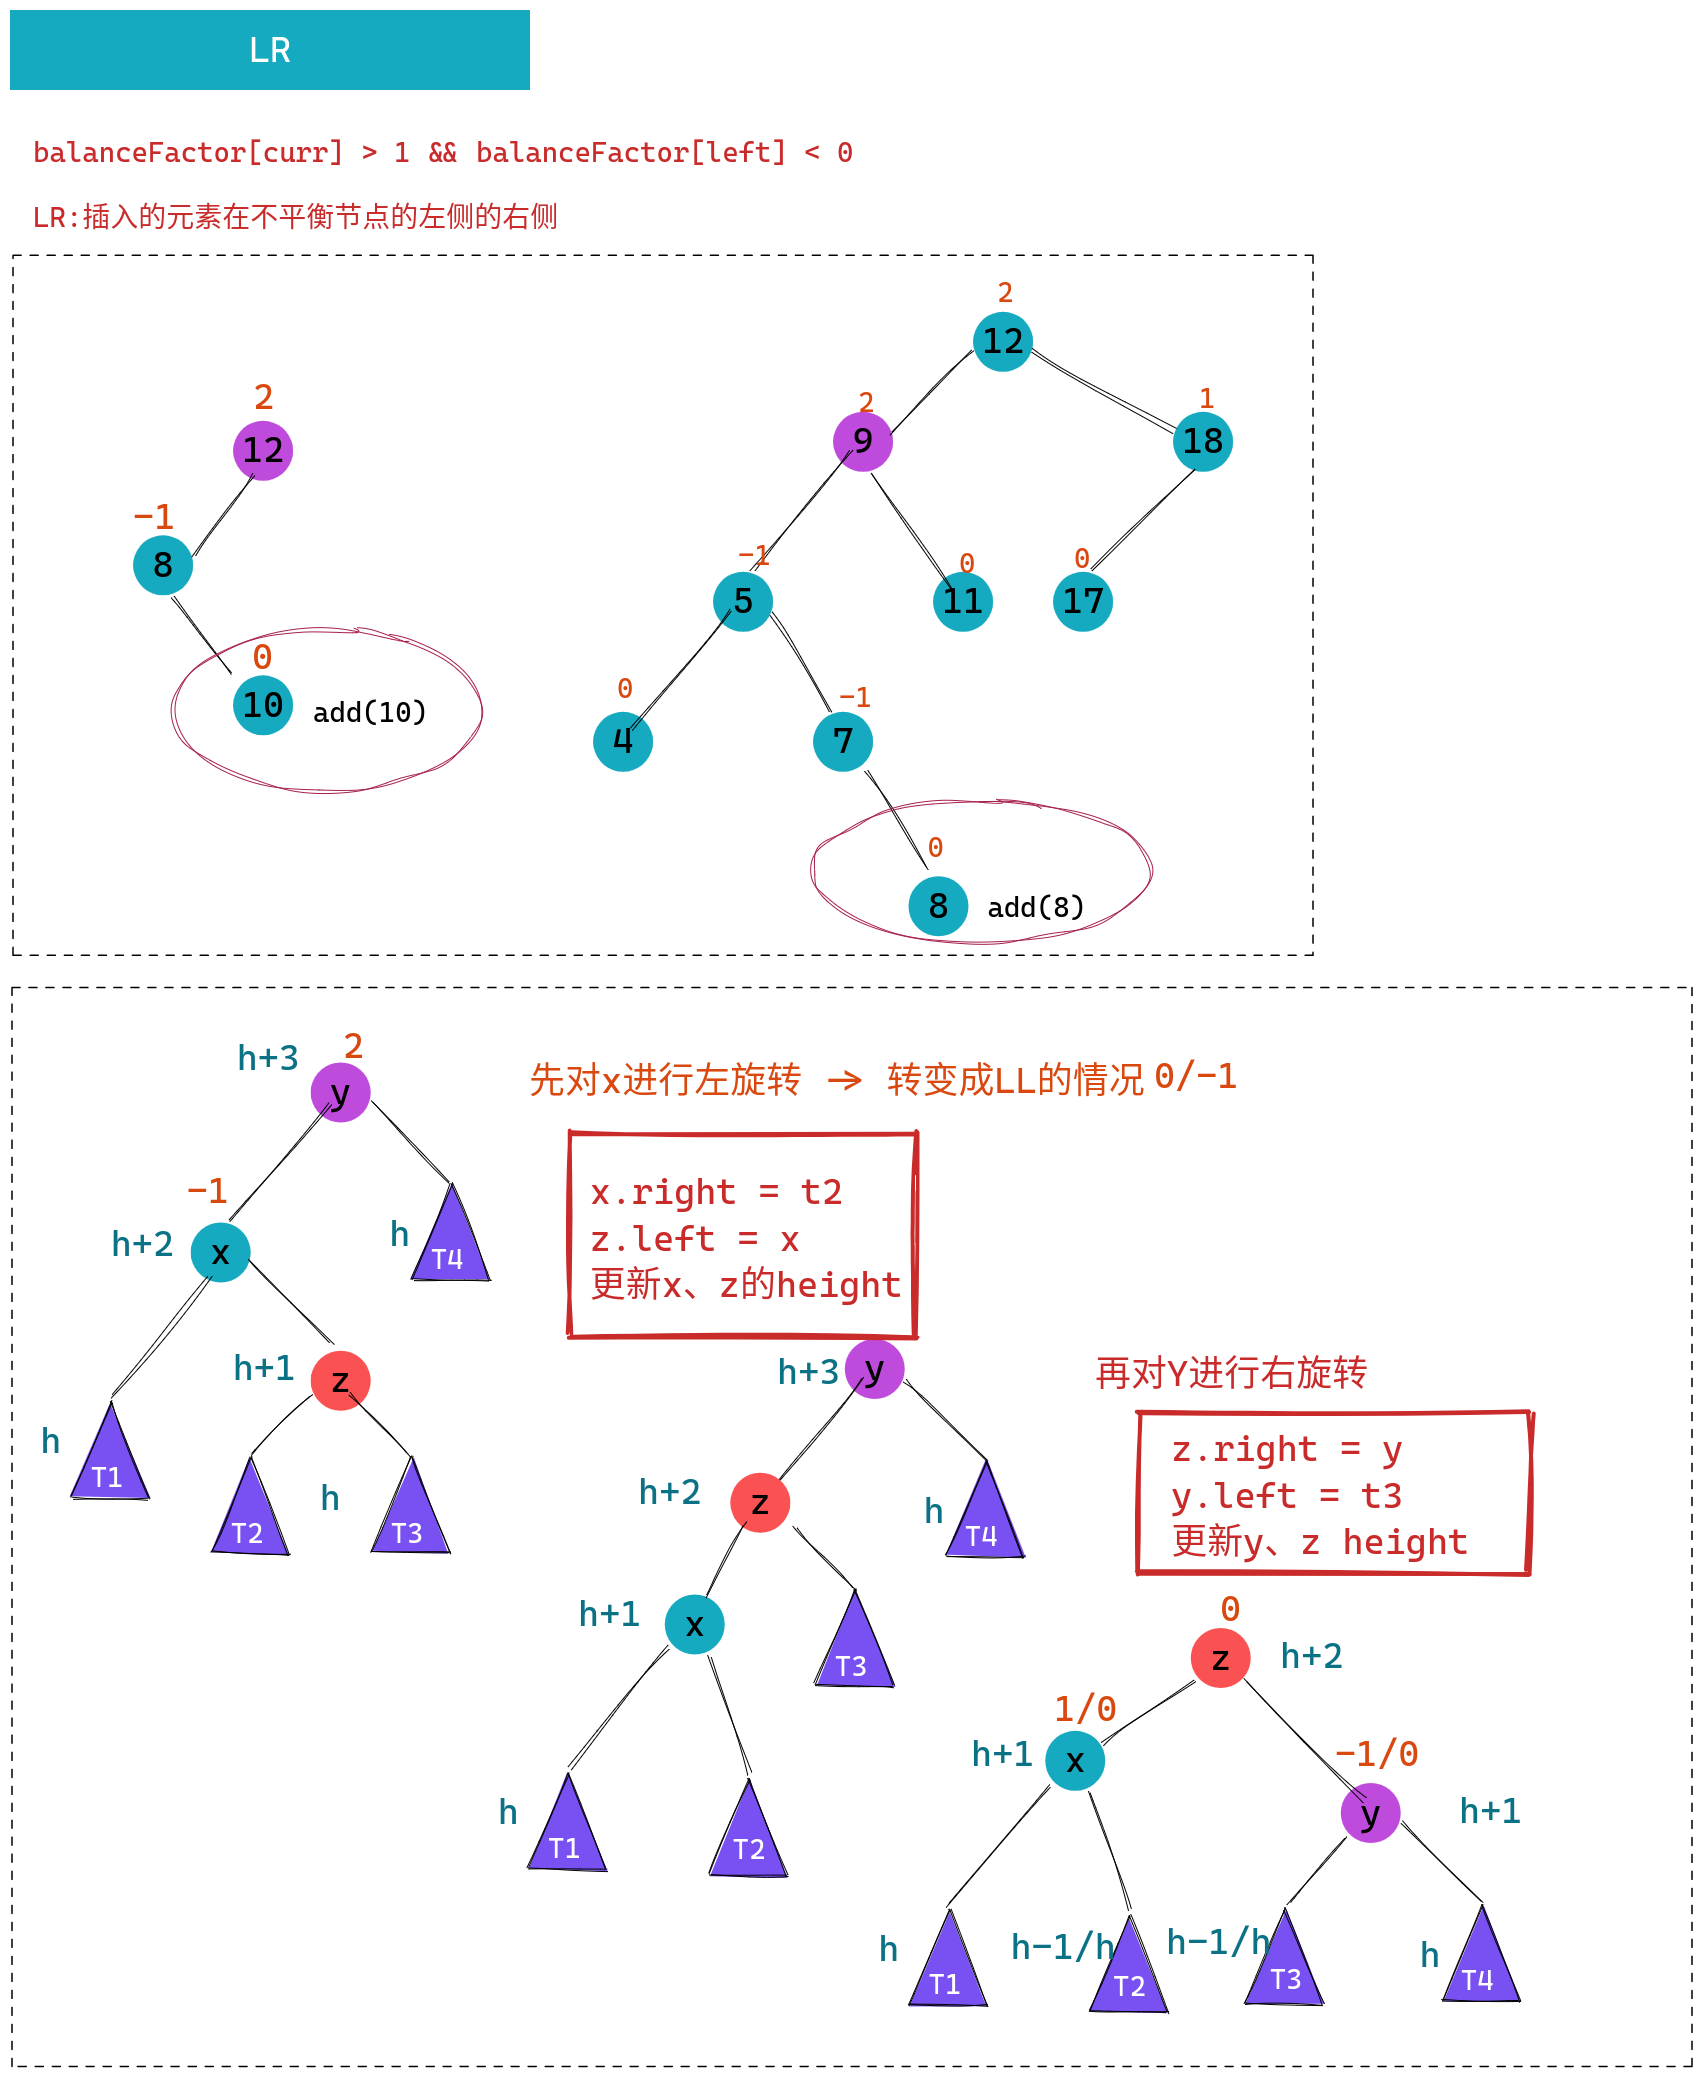 LR
balanceFactor[curr] > 1 && balanceFactor[left] < 0
LR:插入的元素在不平衡节点的左侧的右侧
2
12
-1
8
0
10
add(10)
2
12
2
9
1
18
-1
5
0
11
0
17
0
4
-1
7
0
8
add(8)
h+3
2
y
-1
h+2
x
h
T4
h+1
z
h
T1
T2
h
T3
先对x进行左旋转 -> 转变成LL的情况 0/-1
x.right = t2
z.left = x
更新x、z的height
h+3
y
h+2
z
h
T4
h+1
x
T3
h
T1
T2
再对Y进行右旋转
z.right = y
y.left = t3
更新y、z height
0
z
h+2
1/0
h+1
x
-1/0
y
h+1
h
T1
h-1/h
T2
h-1/h
T3
h
T4